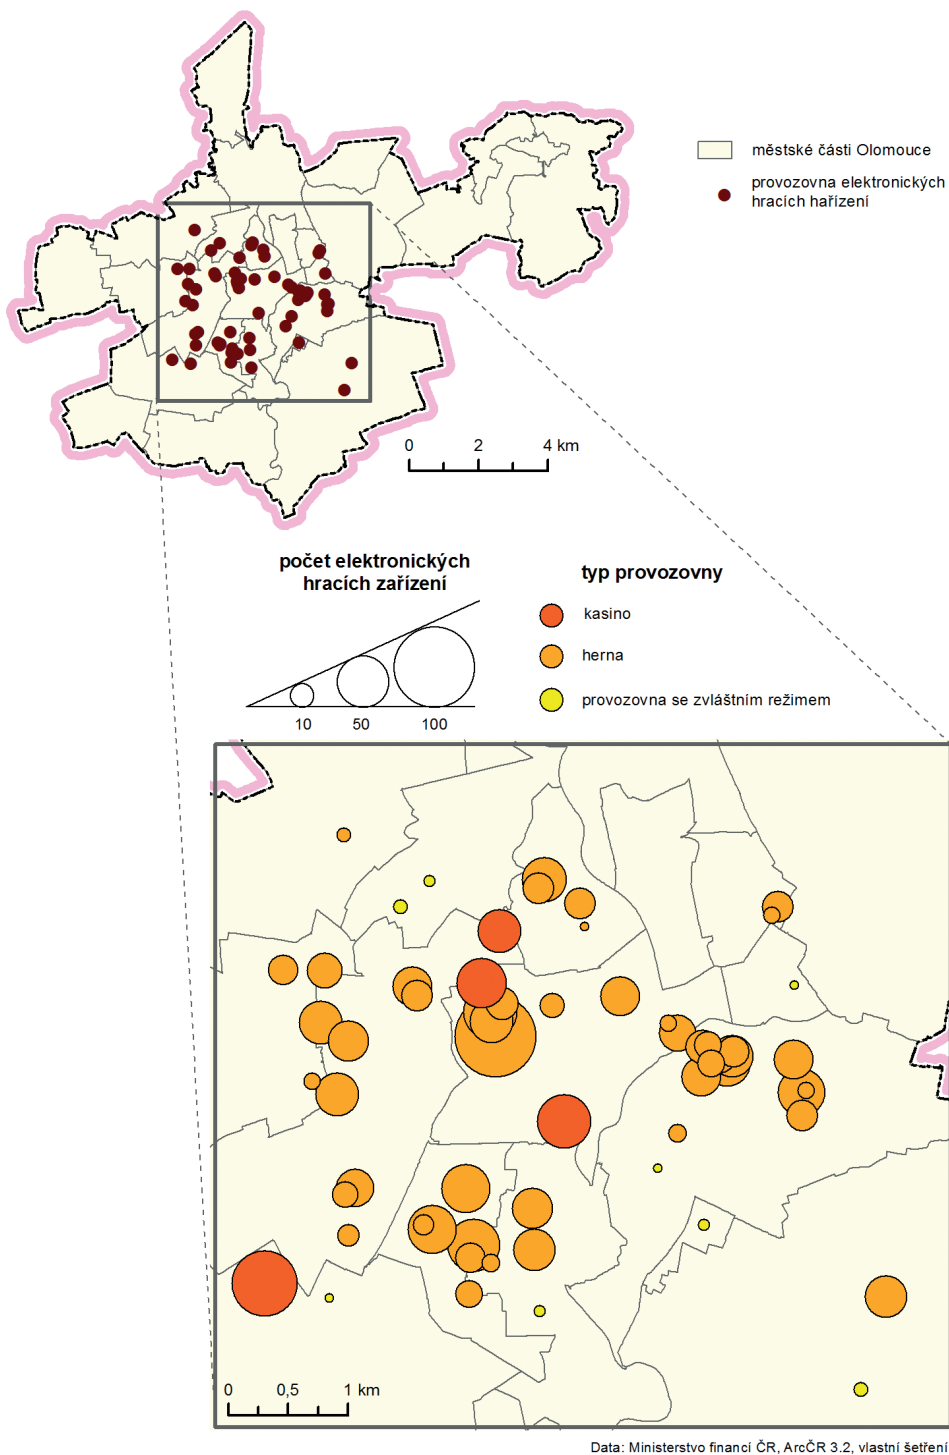 městské části Olomouce
provozovna elektronických
hracích hařízení
0 2 4 km
počet elektronických
hracích zařízení
10 50 100
typ provozovny
kasino
herna
provozovna se zvláštním režimem
0 0,5 1 km
Data: Ministerstvo financí ČR, ArcČR 3.2, vlastní šetření